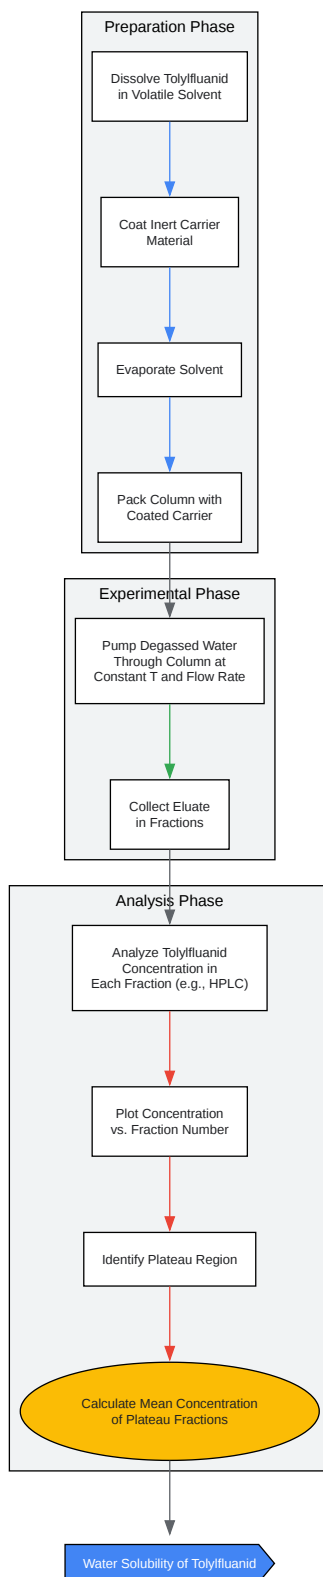 Preparation Phase
Dissolve Tolylfluanid
in Volatile Solvent
Coat Inert Carrier
Material
Evaporate Solvent
Pack Column with
Coated Carrier
Experimental Phase
Pump Degassed Water
Through Column at
Constant T and Flow Rate
Collect Eluate
in Fractions
Analysis Phase
Analyze Tolylfluanid
Concentration in
Each Fraction (e.g., HPLC)
Plot Concentration
vs. Fraction Number
Identify Plateau Region
Calculate Mean Concentration
of Plateau Fractions
Water Solubility of Tolylfluanid